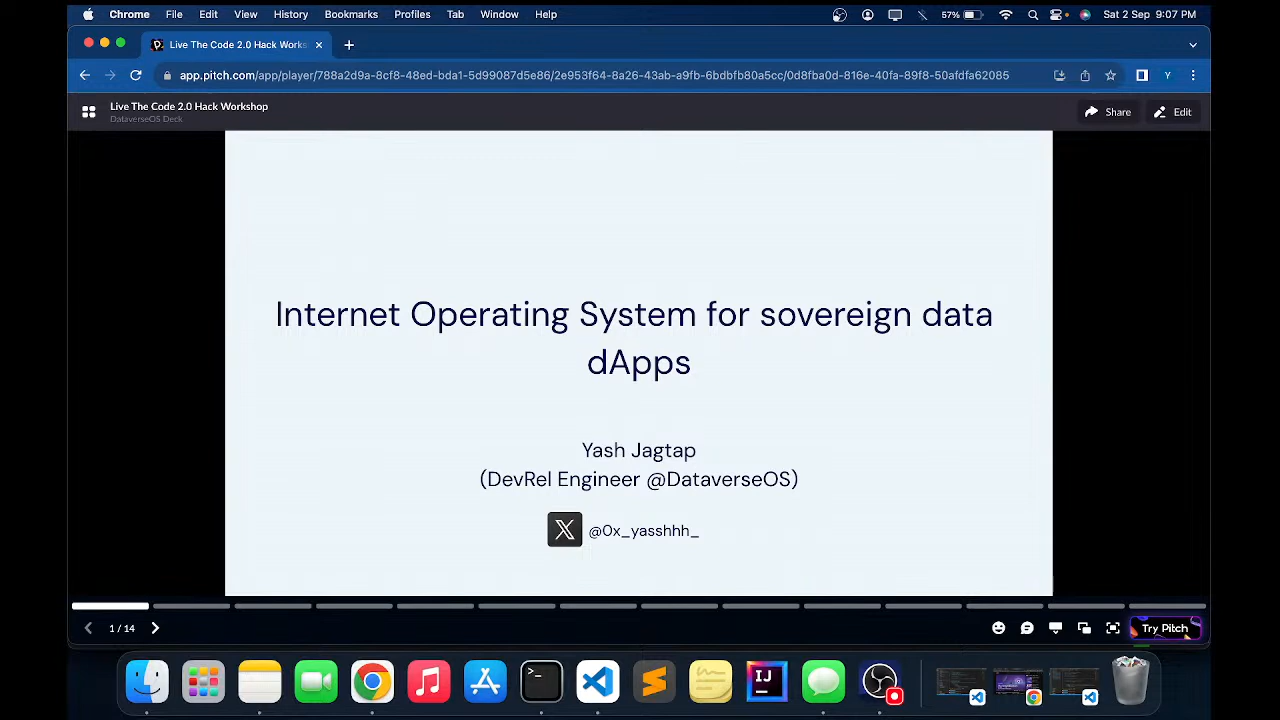 Chrome File Edit View History Bookmarks Profiles Tab Window Help 57% Sat 2 Sep 9:07 PM
Live The Code 2.0 Hack Works
app.pitch.com/app/player/788a2d9a-8cf8-48ed-bda1-5d99087d5e86/2e953f64-8a26-43ab-a9fb-6bdbfb80a5cc/0d8fba0d-816e-40fa-89f8-50afdfa62085
Y
Live The Code 2.0 Hack Workshop
DataverseOS Deck
Share Edit
Internet Operating System for sovereign data
dApps
Yash Jagtap
(DevRel Engineer @DataverseOS)
@0x_yasshhh_
1 / 14
Try Pitch
IJ